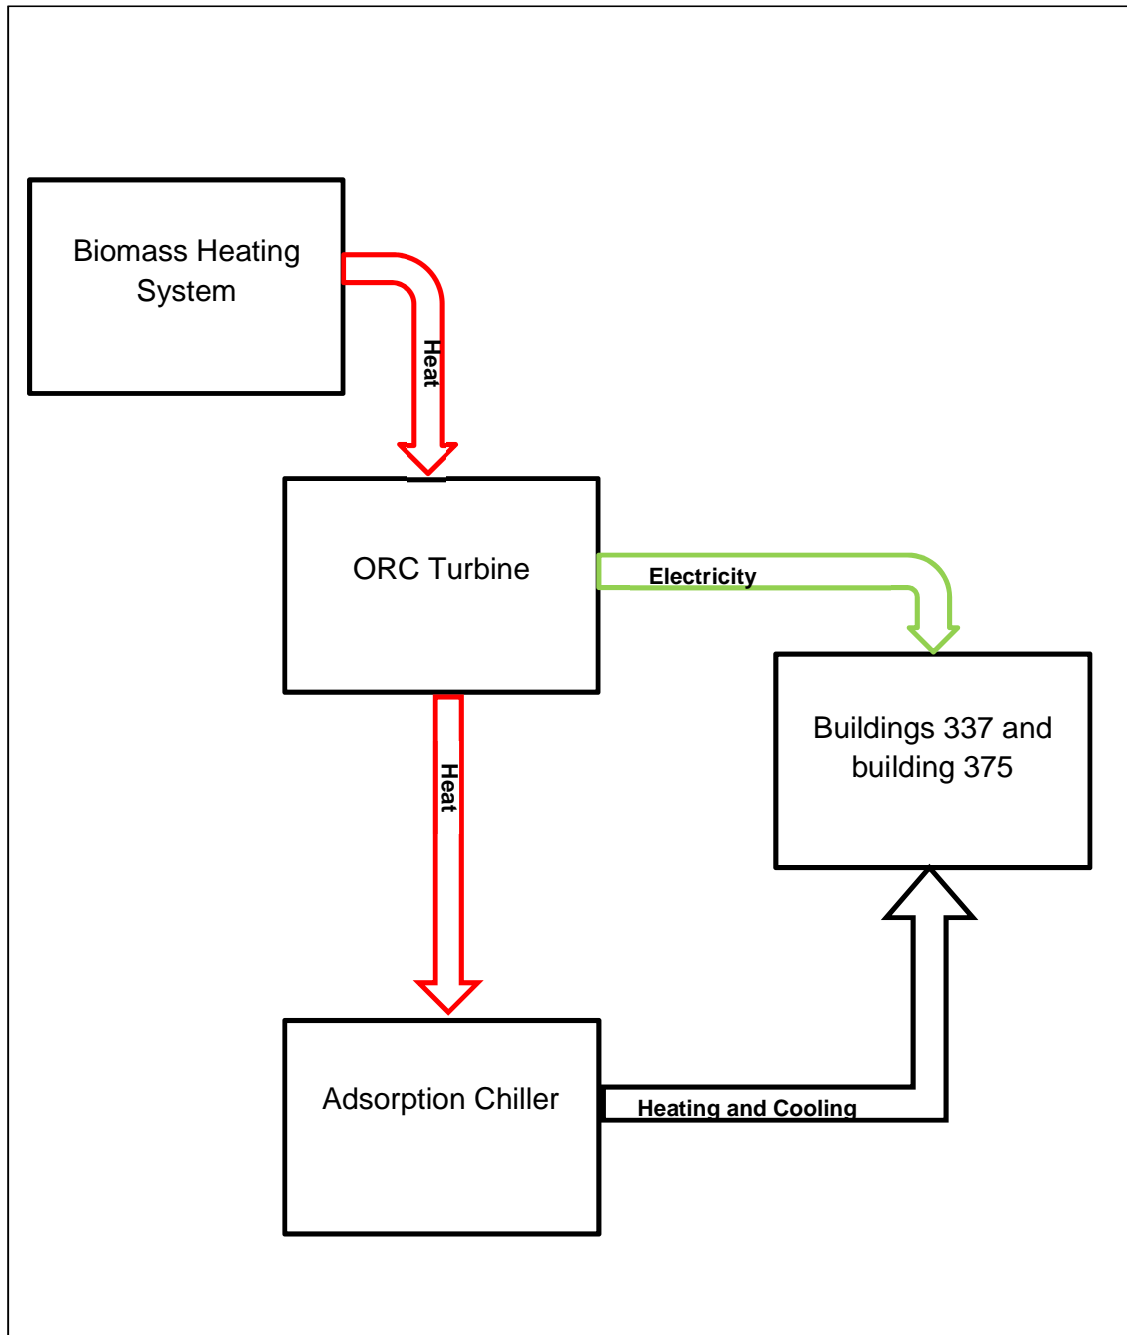 Biomass Heating
System
Heat
ORC Turbine
Electricity
Buildings 337 and
building 375
Heat
Adsorption Chiller
Heating and Cooling